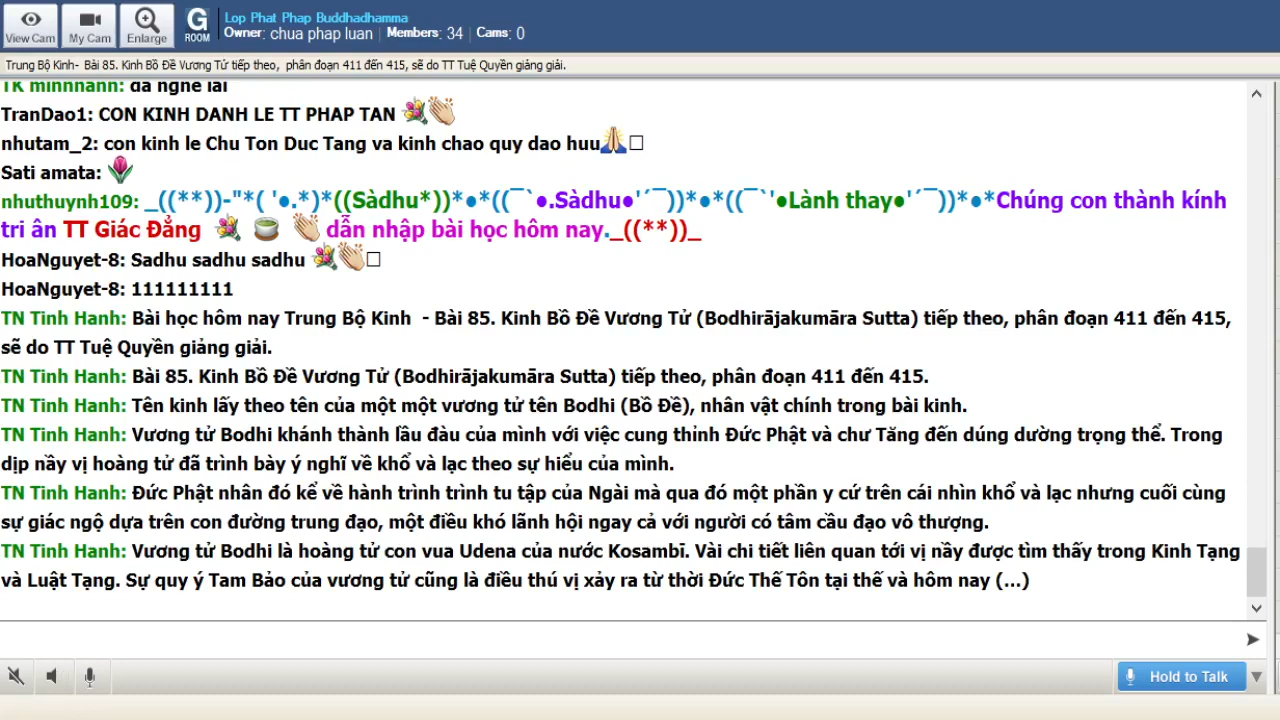 View Cam
My Cam
Enlarge
G
ROOM
Lop Phat Phap Buddhadhamma
Owner: chua phap luan | Members: 34 | Cams: 0
Trung Bộ Kinh- Bài 85. Kinh Bồ Đề Vương Tử tiếp theo, phân đoạn 411 đến 415, sẽ do TT Tuệ Quyền giảng giải.
TK minhhanh: da nghe lai
TranDao1: CON KINH DANH LE TT PHAP TAN 💐👏
nhutam_2: con kinh le Chu Ton Duc Tang va kinh chao quy dao huu🙏□
Sati amata: 🌷
nhuthuynh109: _((**))-"*( '●.*)*((Sàdhu*))*●*((¯`●.Sàdhu●'´¯))*●*((¯`'●Lành thay●'´¯))*●*Chúng con thành kính
tri ân TT Giác Đẳng 💐 🍵 👏 dẫn nhập bài học hôm nay._((**))_
HoaNguyet-8: Sadhu sadhu sadhu 💐👏□
HoaNguyet-8: 111111111
TN Tinh Hanh: Bài học hôm nay Trung Bộ Kinh - Bài 85. Kinh Bồ Đề Vương Tử (Bodhirājakumāra Sutta) tiếp theo, phân đoạn 411 đến 415,
sẽ do TT Tuệ Quyền giảng giải.
TN Tinh Hanh: Bài 85. Kinh Bồ Đề Vương Tử (Bodhirājakumāra Sutta) tiếp theo, phân đoạn 411 đến 415.
TN Tinh Hanh: Tên kinh lấy theo tên của một một vương tử tên Bodhi (Bồ Đề), nhân vật chính trong bài kinh.
TN Tinh Hanh: Vương tử Bodhi khánh thành lầu đàu của mình với việc cung thỉnh Đức Phật và chư Tăng đến dúng dường trọng thể. Trong
dịp nầy vị hoàng tử đã trình bày ý nghĩ về khổ và lạc theo sự hiểu của mình.
TN Tinh Hanh: Đức Phật nhân đó kể về hành trình trình tu tập của Ngài mà qua đó một phần y cứ trên cái nhìn khổ và lạc nhưng cuối cùng
sự giác ngộ dựa trên con đường trung đạo, một điều khó lãnh hội ngay cả với người có tâm cầu đạo vô thượng.
TN Tinh Hanh: Vương tử Bodhi là hoàng tử con vua Udena của nước Kosambī. Vài chi tiết liên quan tới vị nầy được tìm thấy trong Kinh Tạng
và Luật Tạng. Sự quy ý Tam Bảo của vương tử cũng là điều thú vị xảy ra từ thời Đức Thế Tôn tại thế và hôm nay (...)
Hold to Talk